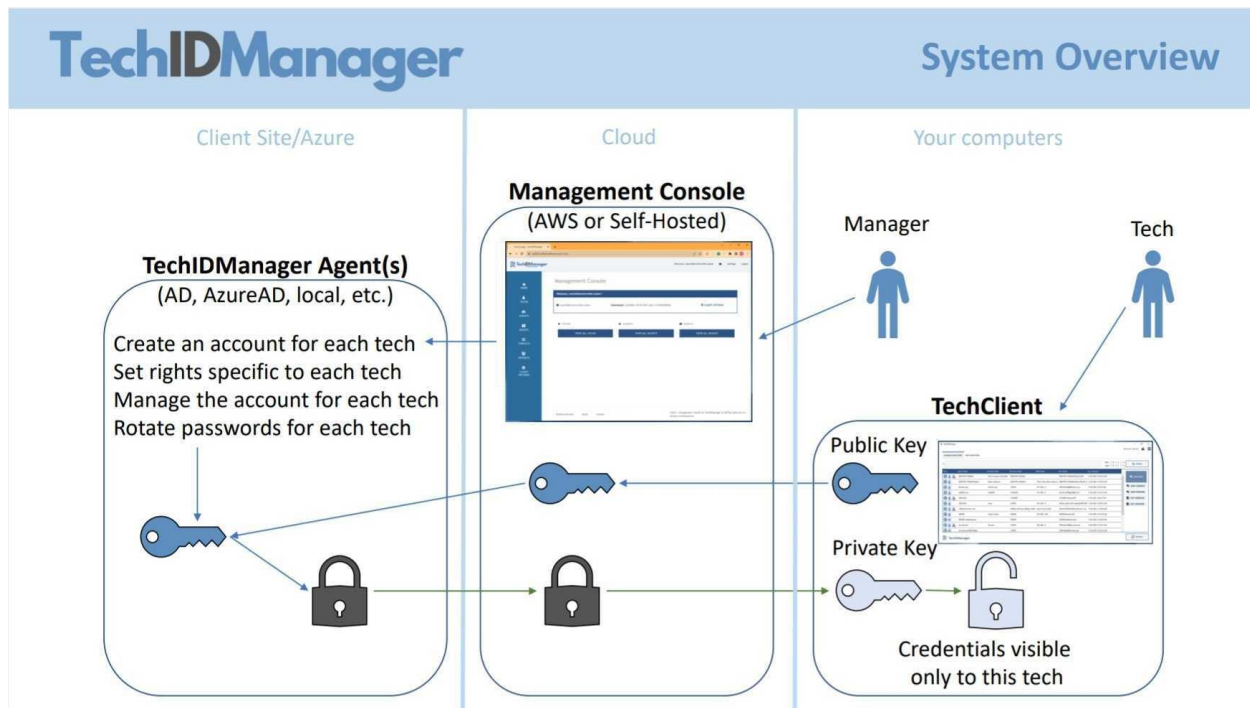 TechIDManager
System Overview
Client Site/Azure
Cloud
Your computers
Management Console
(AWS or Self-Hosted)
Manager
Tech
TechIDManager Agent(s)
(AD, AzureAD, local, etc.)
Management Console
Create an account for each tech
Set rights specific to each tech
Manage the account for each tech
Rotate passwords for each tech
TechClient
Public Key
TechIDManager
Private Key
Credentials visible
only to this tech